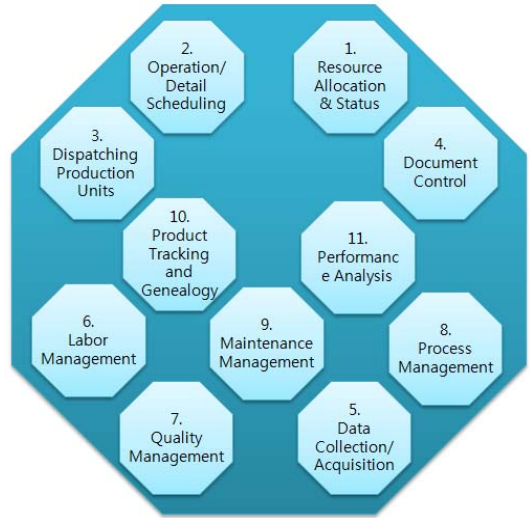 2.
Operation/
Detail
Scheduling
1.
Resource
Allocation
& Status
3.
Dispatching
Production
Units
4.
Document
Control
10.
Product
Tracking
and
Genealogy
11.
Performanc
e Analysis
6.
Labor
Management
9.
Maintenance
Management
8.
Process
Management
7.
Quality
Management
5.
Data
Collection/
Acquisition